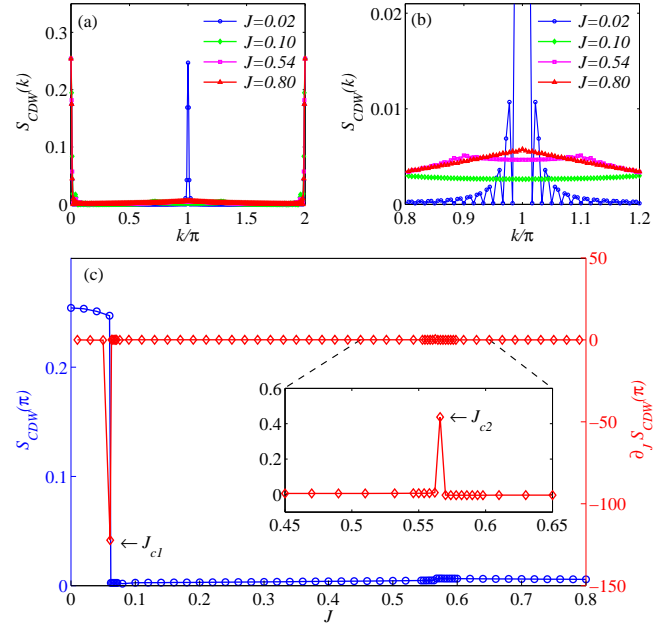 (a)
J=0.02
J=0.10
J=0.54
J=0.80
0.3
0.2
0.1
0
S_CDW(k)
0
0.5
1.0
1.5
2
k/π
(b)
J=0.02
J=0.10
J=0.54
J=0.80
0.02
0.01
0
S_CDW(k)
0.8
0.9
1
1.1
1.2
k/π
(c)
0.2
0.1
0
S_CDW(π)
50
0
−50
−100
−150
∂_J S_CDW(π)
← J_c1
0.6
0.4
0.2
0
← J_c2
0.45
0.5
0.55
0.6
0.65
0
0.1
0.2
0.3
0.4
0.5
0.6
0.7
0.8
J